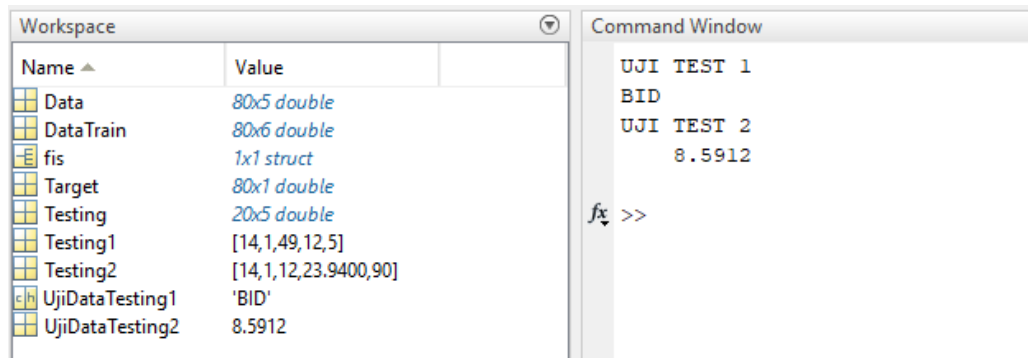 Workspace
Name Value
Data 80x5 double
DataTrain 80x6 double
fis 1x1 struct
Target 80x1 double
Testing 20x5 double
Testing1 [14,1,49,12,5]
Testing2 [14,1,12,23.9400,90]
UjiDataTesting1 'BID'
UjiDataTesting2 8.5912
Command Window
UJI TEST 1
BID
UJI TEST 2
8.5912
fx >>